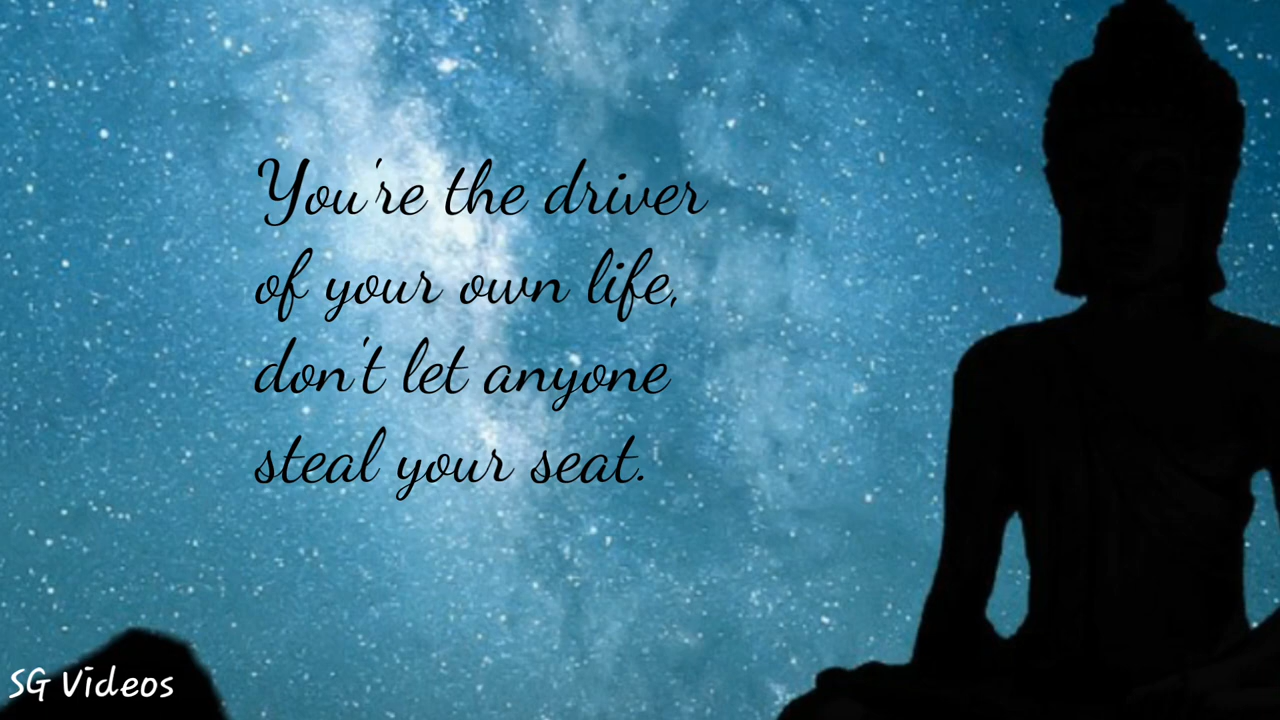 You're the driver
of your own life,
don't let anyone
steal your seat.
SG Videos